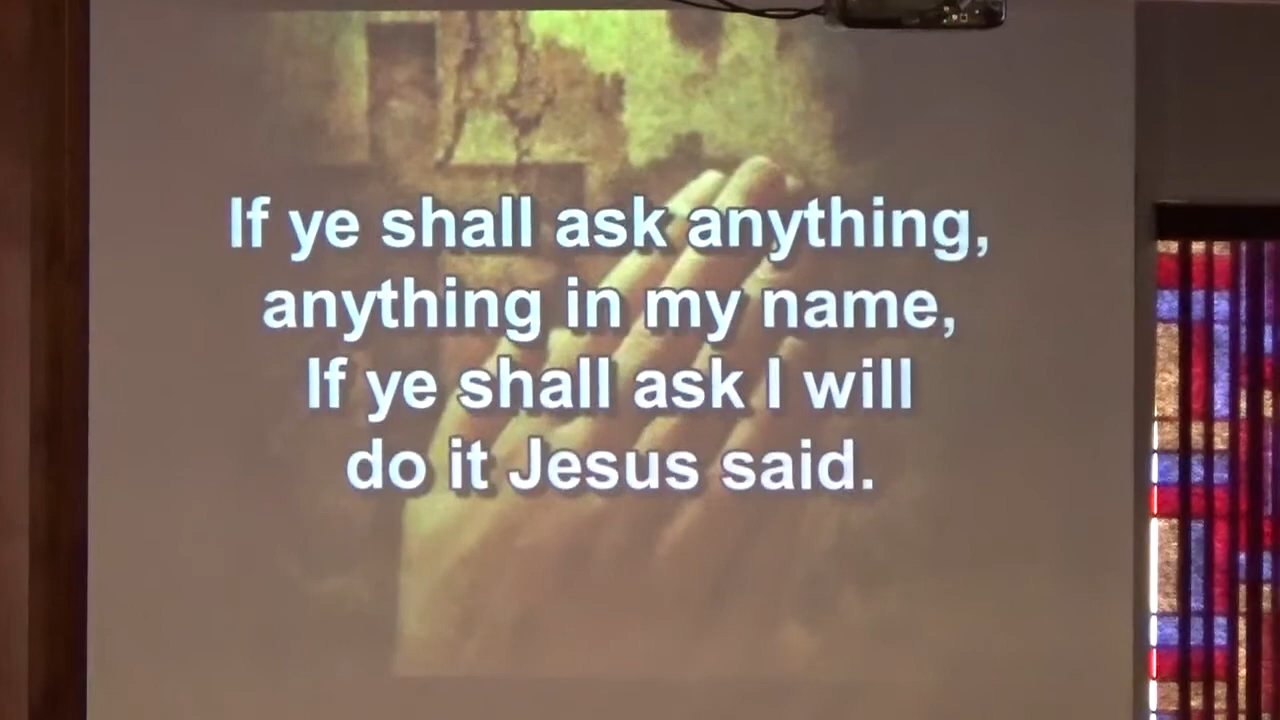 If ye shall ask anything,
anything in my name,
If ye shall ask I will
do it Jesus said.